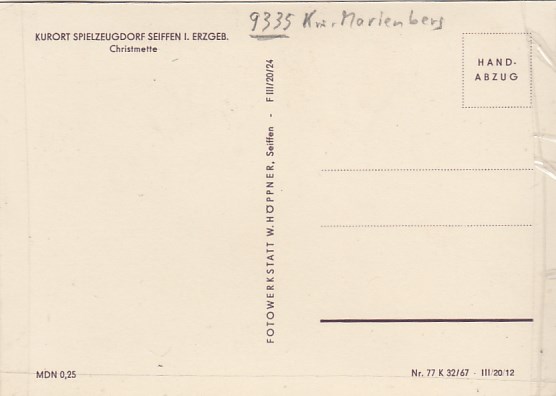 9335 Kr. Marienberg
KURORT SPIELZEUGDORF SEIFFEN I. ERZGEB.
Christmette
HAND-
ABZUG
FOTOWERKSTATT W. HÖPPNER, Seiffen - F III/20/24
MDN 0,25
Nr. 77 K 32/67 - III/20/12